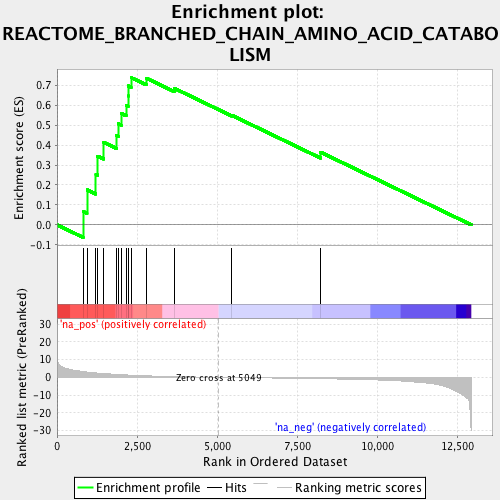 Enrichment plot:
REACTOME_BRANCHED_CHAIN_AMINO_ACID_CATABO
LISM
Enrichment score (ES)
0.7
0.6
0.5
0.4
0.3
0.2
0.1
0.0
-0.1
'na_pos' (positively correlated)
Ranked list metric (PreRanked)
30
20
10
0
-10
-20
-30
Zero cross at 5049
'na_neg' (negatively correlated)
0 2,500 5,000 7,500 10,000 12,500
Rank in Ordered Dataset
Enrichment profile Hits Ranking metric scores